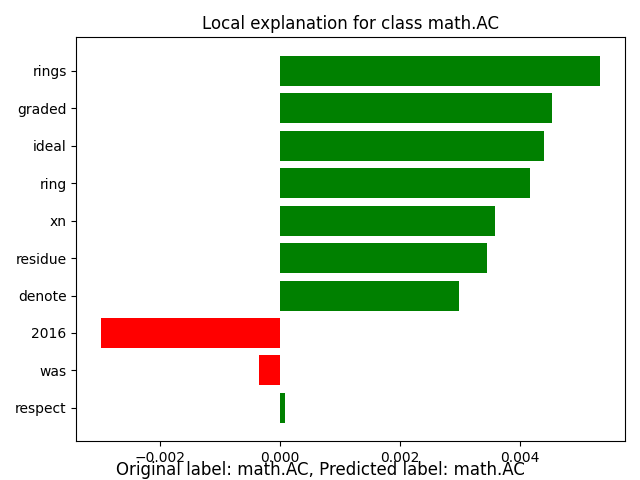 Local explanation for class math.AC
rings
graded
ideal
ring
xn
residue
denote
2016
was
respect
−0.002 0.000 0.002 0.004
Original label: math.AC, Predicted label: math.AC